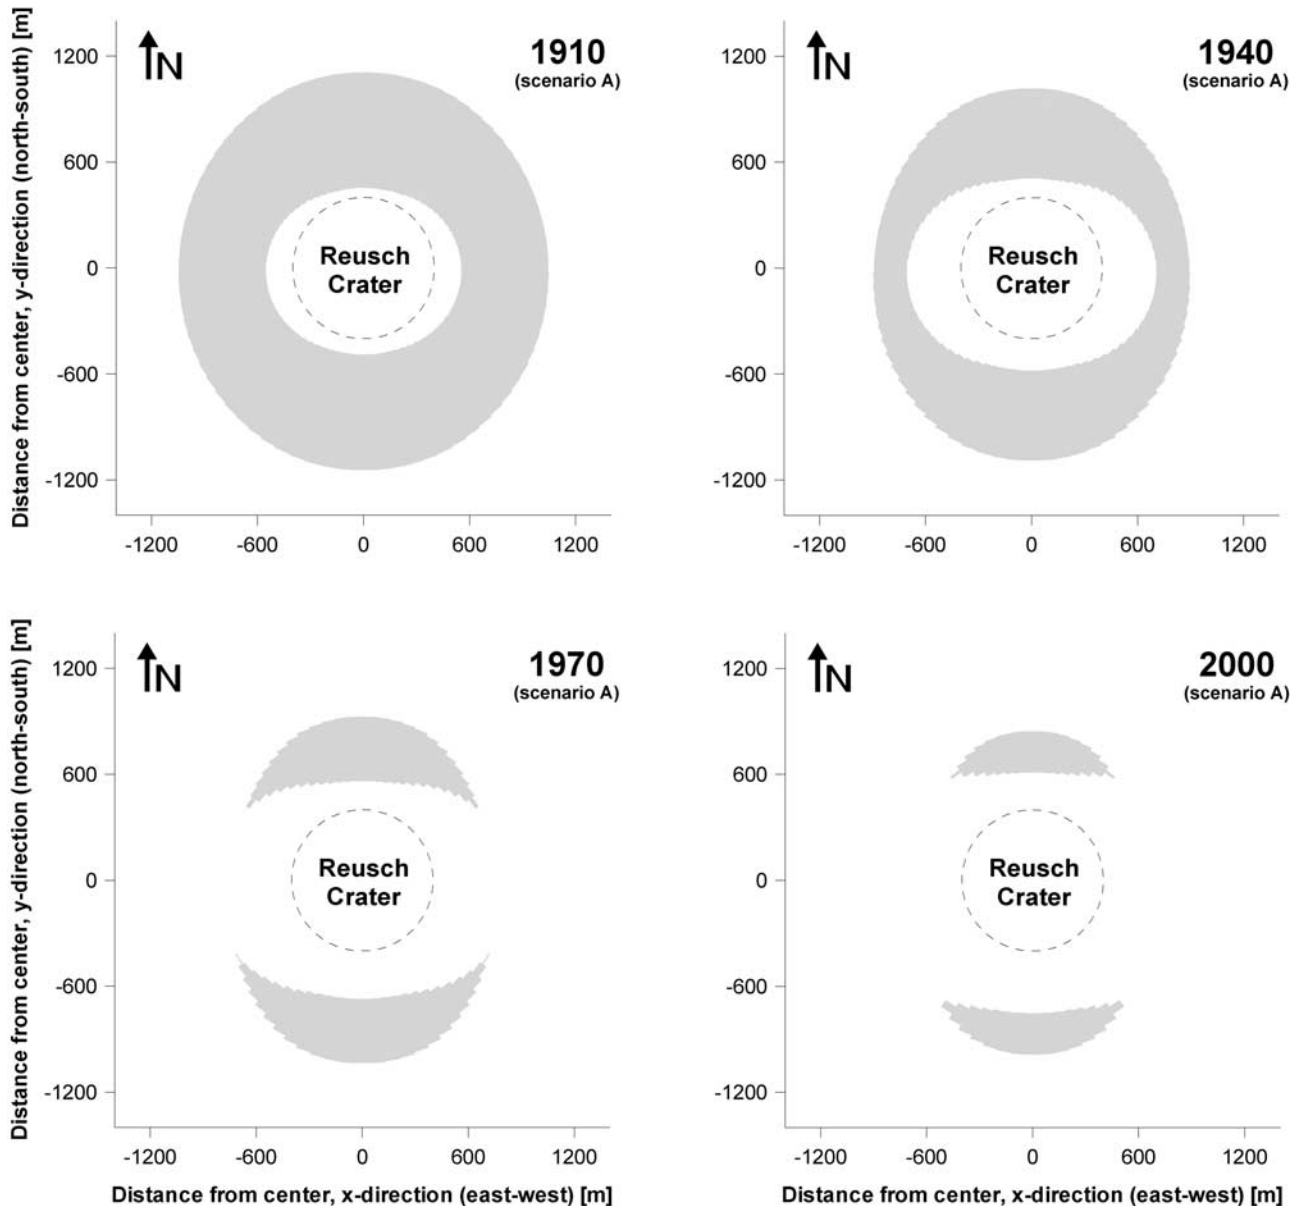 Distance from center, y-direction (north-south) [m]
1200
600
0
-600
-1200
N
1910
(scenario A)
Reusch
Crater
-1200 -600 0 600 1200
1200
600
0
-600
-1200
N
1940
(scenario A)
Reusch
Crater
-1200 -600 0 600 1200
Distance from center, y-direction (north-south) [m]
1200
600
0
-600
-1200
N
1970
(scenario A)
Reusch
Crater
-1200 -600 0 600 1200
Distance from center, x-direction (east-west) [m]
1200
600
0
-600
-1200
N
2000
(scenario A)
Reusch
Crater
-1200 -600 0 600 1200
Distance from center, x-direction (east-west) [m]